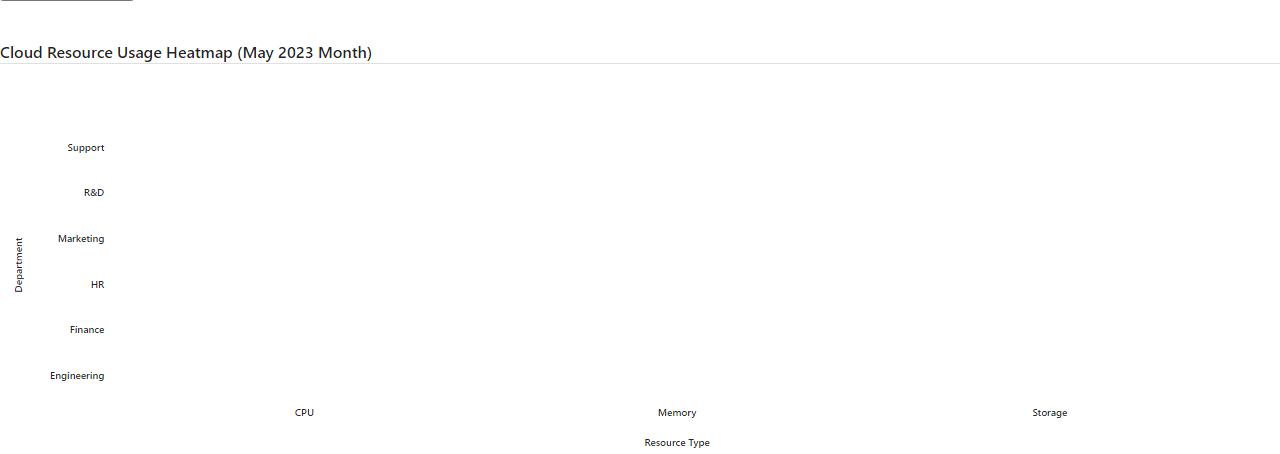 Cloud Resource Usage Heatmap (May 2023 Month)
Support
R&D
Marketing
Department
HR
Finance
Engineering
CPU
Memory
Storage
Resource Type